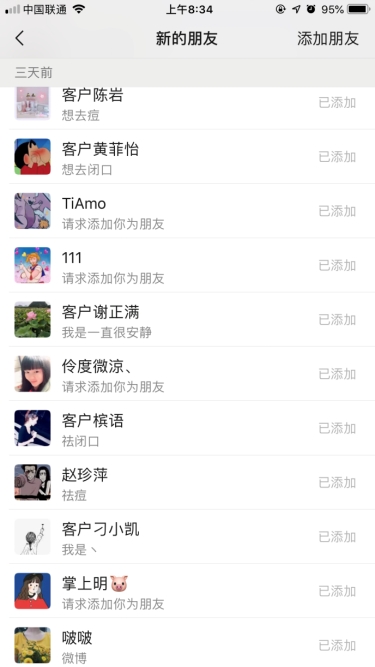 中国联通
上午8:34
95%
新的朋友
添加朋友
三天前
客户陈岩
想去痘
已添加
客户黄菲怡
想去闭口
已添加
TiAmo
请求添加你为朋友
已添加
111
请求添加你为朋友
已添加
客户谢正满
我是一直很安静
已添加
伶度微涼、
请求添加你为朋友
已添加
客户槟语
祛闭口
已添加
赵珍萍
祛痘
已添加
客户刁小凯
我是丶
已添加
掌上明🐷
请求添加你为朋友
已添加
啵啵
微博
已添加